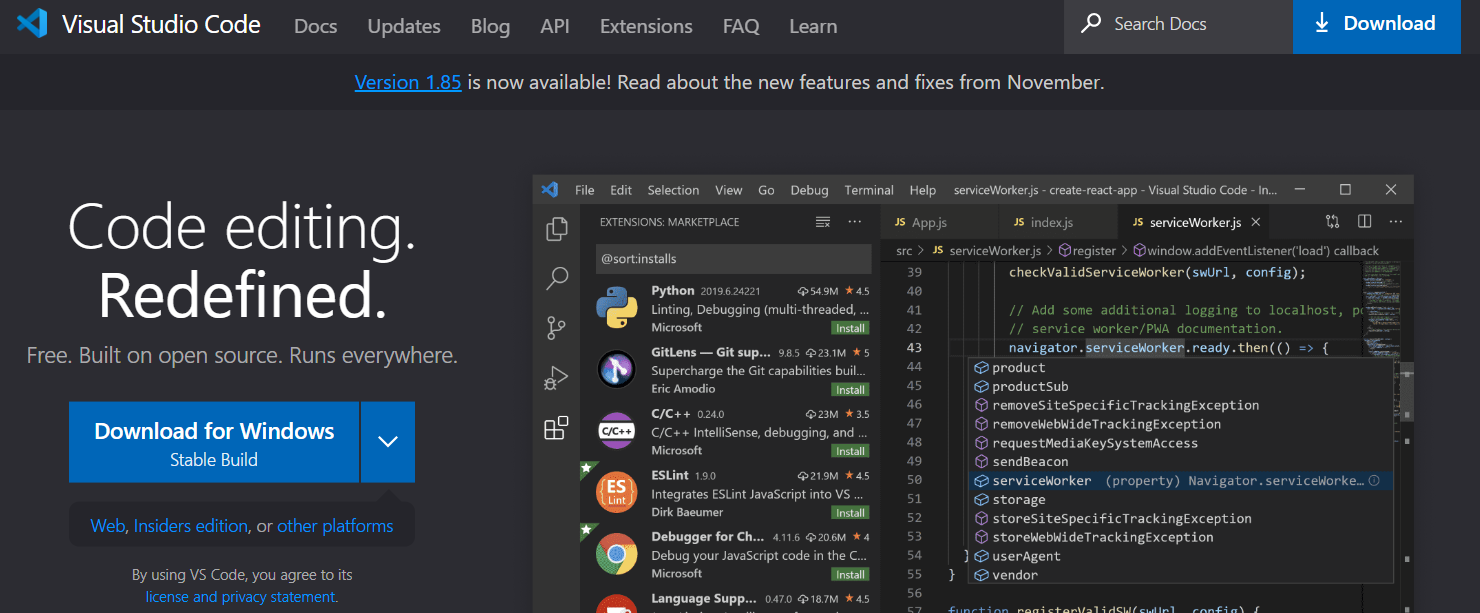 Visual Studio Code Docs Updates Blog API Extensions FAQ Learn Search Docs Download
Version 1.85 is now available! Read about the new features and fixes from November.
Code editing.
Redefined.
Free. Built on open source. Runs everywhere.
Download for Windows
Stable Build
Web, Insiders edition, or other platforms
By using VS Code, you agree to its
license and privacy statement.
File Edit Selection View Go Debug Terminal Help serviceWorker.js - create-react-app - Visual Studio Code - In...
EXTENSIONS: MARKETPLACE
@sort:installs
Python 2019.6.24221 54.9M 4.5
Linting, Debugging (multi-threaded, ...
Microsoft Install
GitLens — Git sup... 9.8.5 23.1M 5
Supercharge the Git capabilities buil...
Eric Amodio Install
C/C++ 0.24.0 23M 3.5
C/C++
C/C++ IntelliSense, debugging, and ...
Microsoft Install
ESLint 1.9.0 21.9M 4.5
ES
Lint
Integrates ESLint JavaScript into VS ...
Dirk Baeumer Install
Debugger for Ch... 4.11.6 20.6M 4
Debug your JavaScript code in the C...
Microsoft Install
Language Supp... 0.47.0 18.7M 4.5
JS App.js JS index.js JS serviceWorker.js
src > JS serviceWorker.js > register > window.addEventListener('load') callback
39 checkValidServiceWorker(swUrl, config);
40
41 // Add some additional logging to localhost, po
42 // service worker/PWA documentation.
43 navigator.serviceWorker.ready.then(() => {
44 product
45 productSub
46 removeSiteSpecificTrackingException
47 removeWebWideTrackingException
48 requestMediaKeySystemAccess
49 sendBeacon
50 serviceWorker (property) Navigator.serviceWorke...
51 storage
52 storeSiteSpecificTrackingException
53 storeWebWideTrackingException
54 } userAgent
55 } vendor
56
57 function registerValidSW(swUrl, config) {